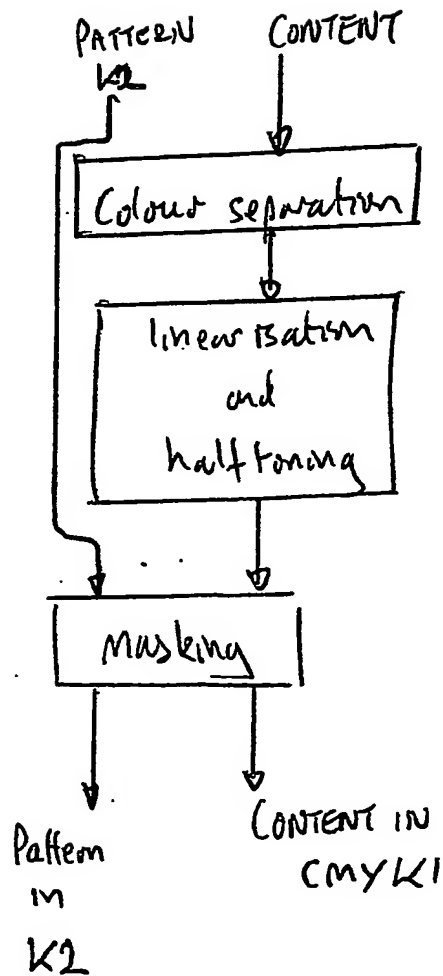 PATTERN
K2
CONTENT
Colour separation
linearisation
and
halftoning
Masking
Pattern
in
K2
CONTENT IN
CMYK1